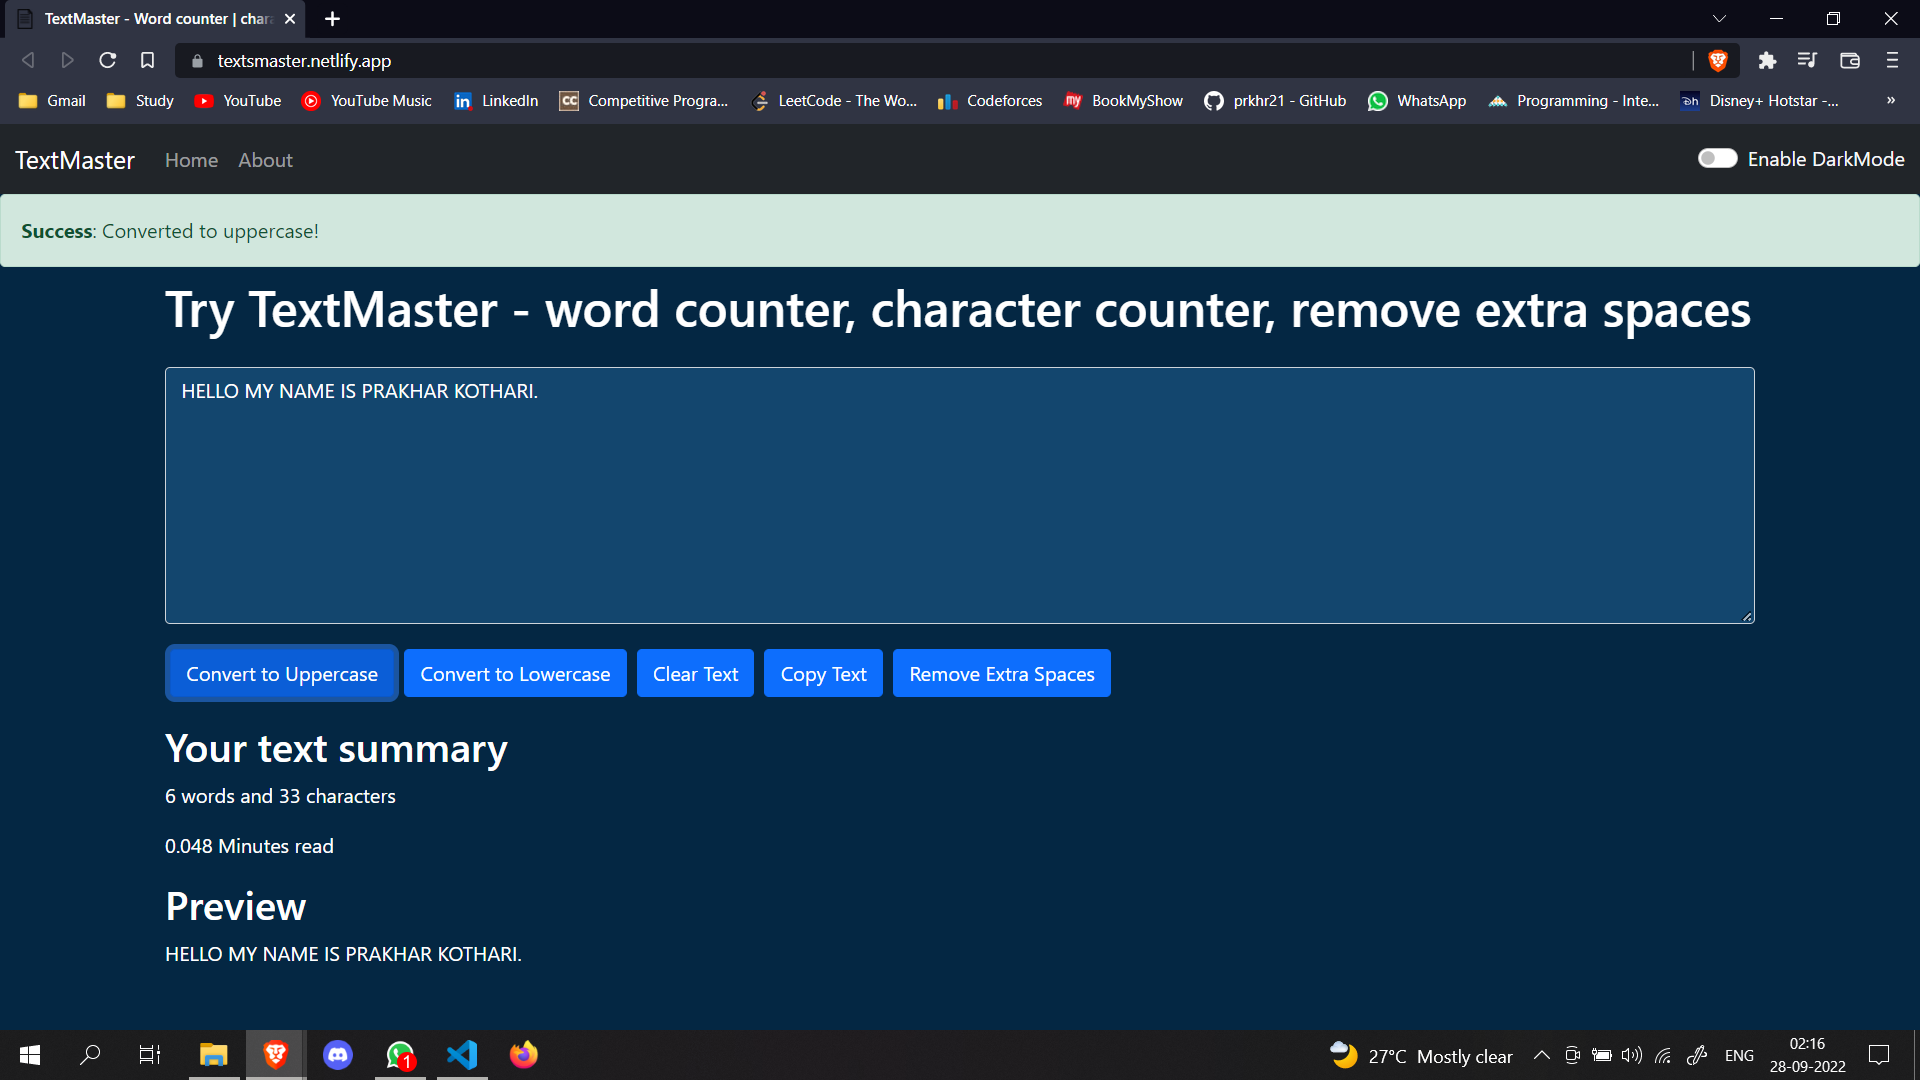 TextMaster - Word counter | chara
textsmaster.netlify.app
Gmail Study YouTube YouTube Music LinkedIn Competitive Progra... LeetCode - The Wo... Codeforces BookMyShow prkhr21 - GitHub WhatsApp Programming - Inte... Disney+ Hotstar -... »
TextMaster Home About Enable DarkMode
Success: Converted to uppercase!
Try TextMaster - word counter, character counter, remove extra spaces
HELLO MY NAME IS PRAKHAR KOTHARI.
Convert to Uppercase Convert to Lowercase Clear Text Copy Text Remove Extra Spaces
Your text summary
6 words and 33 characters
0.048 Minutes read
Preview
HELLO MY NAME IS PRAKHAR KOTHARI.
1 27°C Mostly clear ENG 02:16
28-09-2022